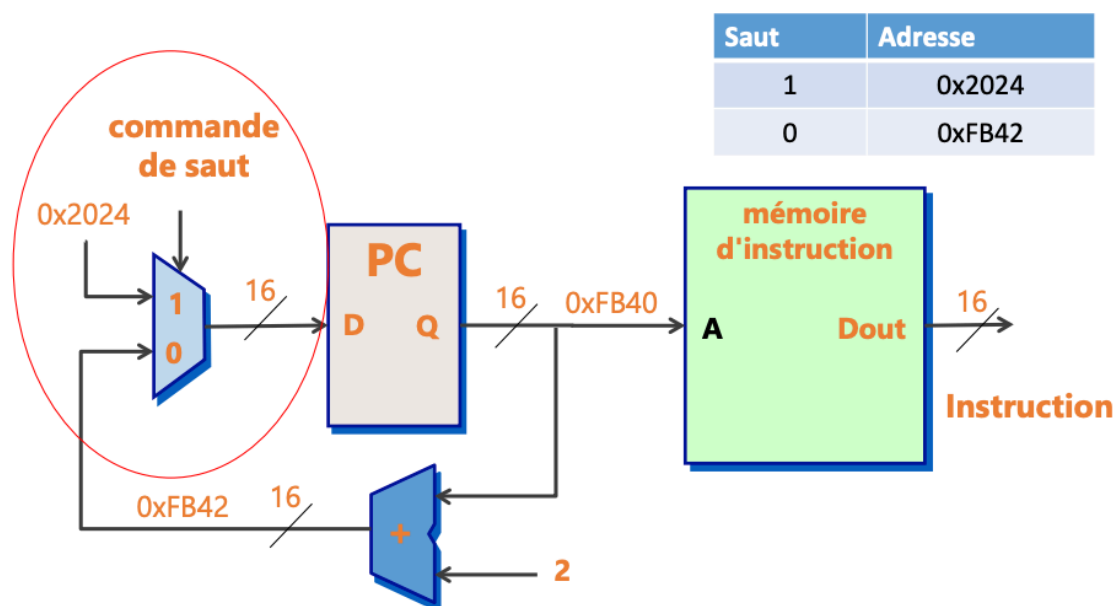 Saut Adresse
1 0x2024
0 0xFB42
commande
de saut
0x2024
1
0
16
PC
D Q
16
0xFB40
mémoire
d'instruction
A Dout
16
Instruction
0xFB42
16
+
2